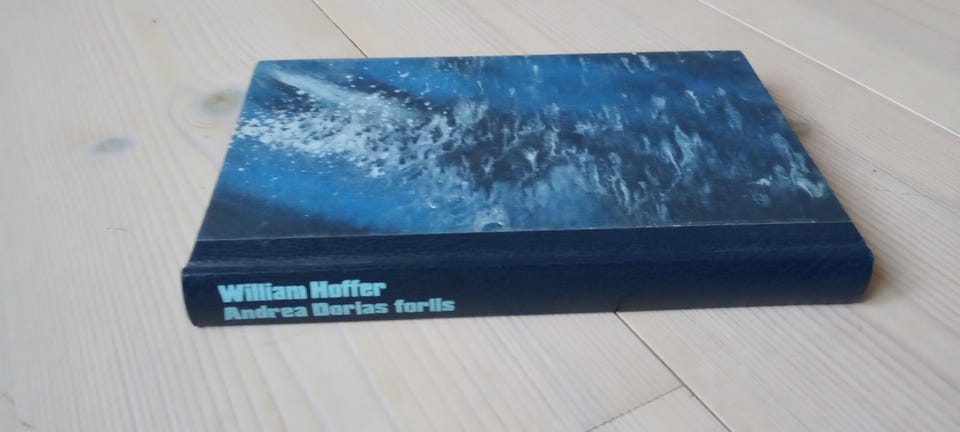 William Hoffer
Andrea Dorias forlis